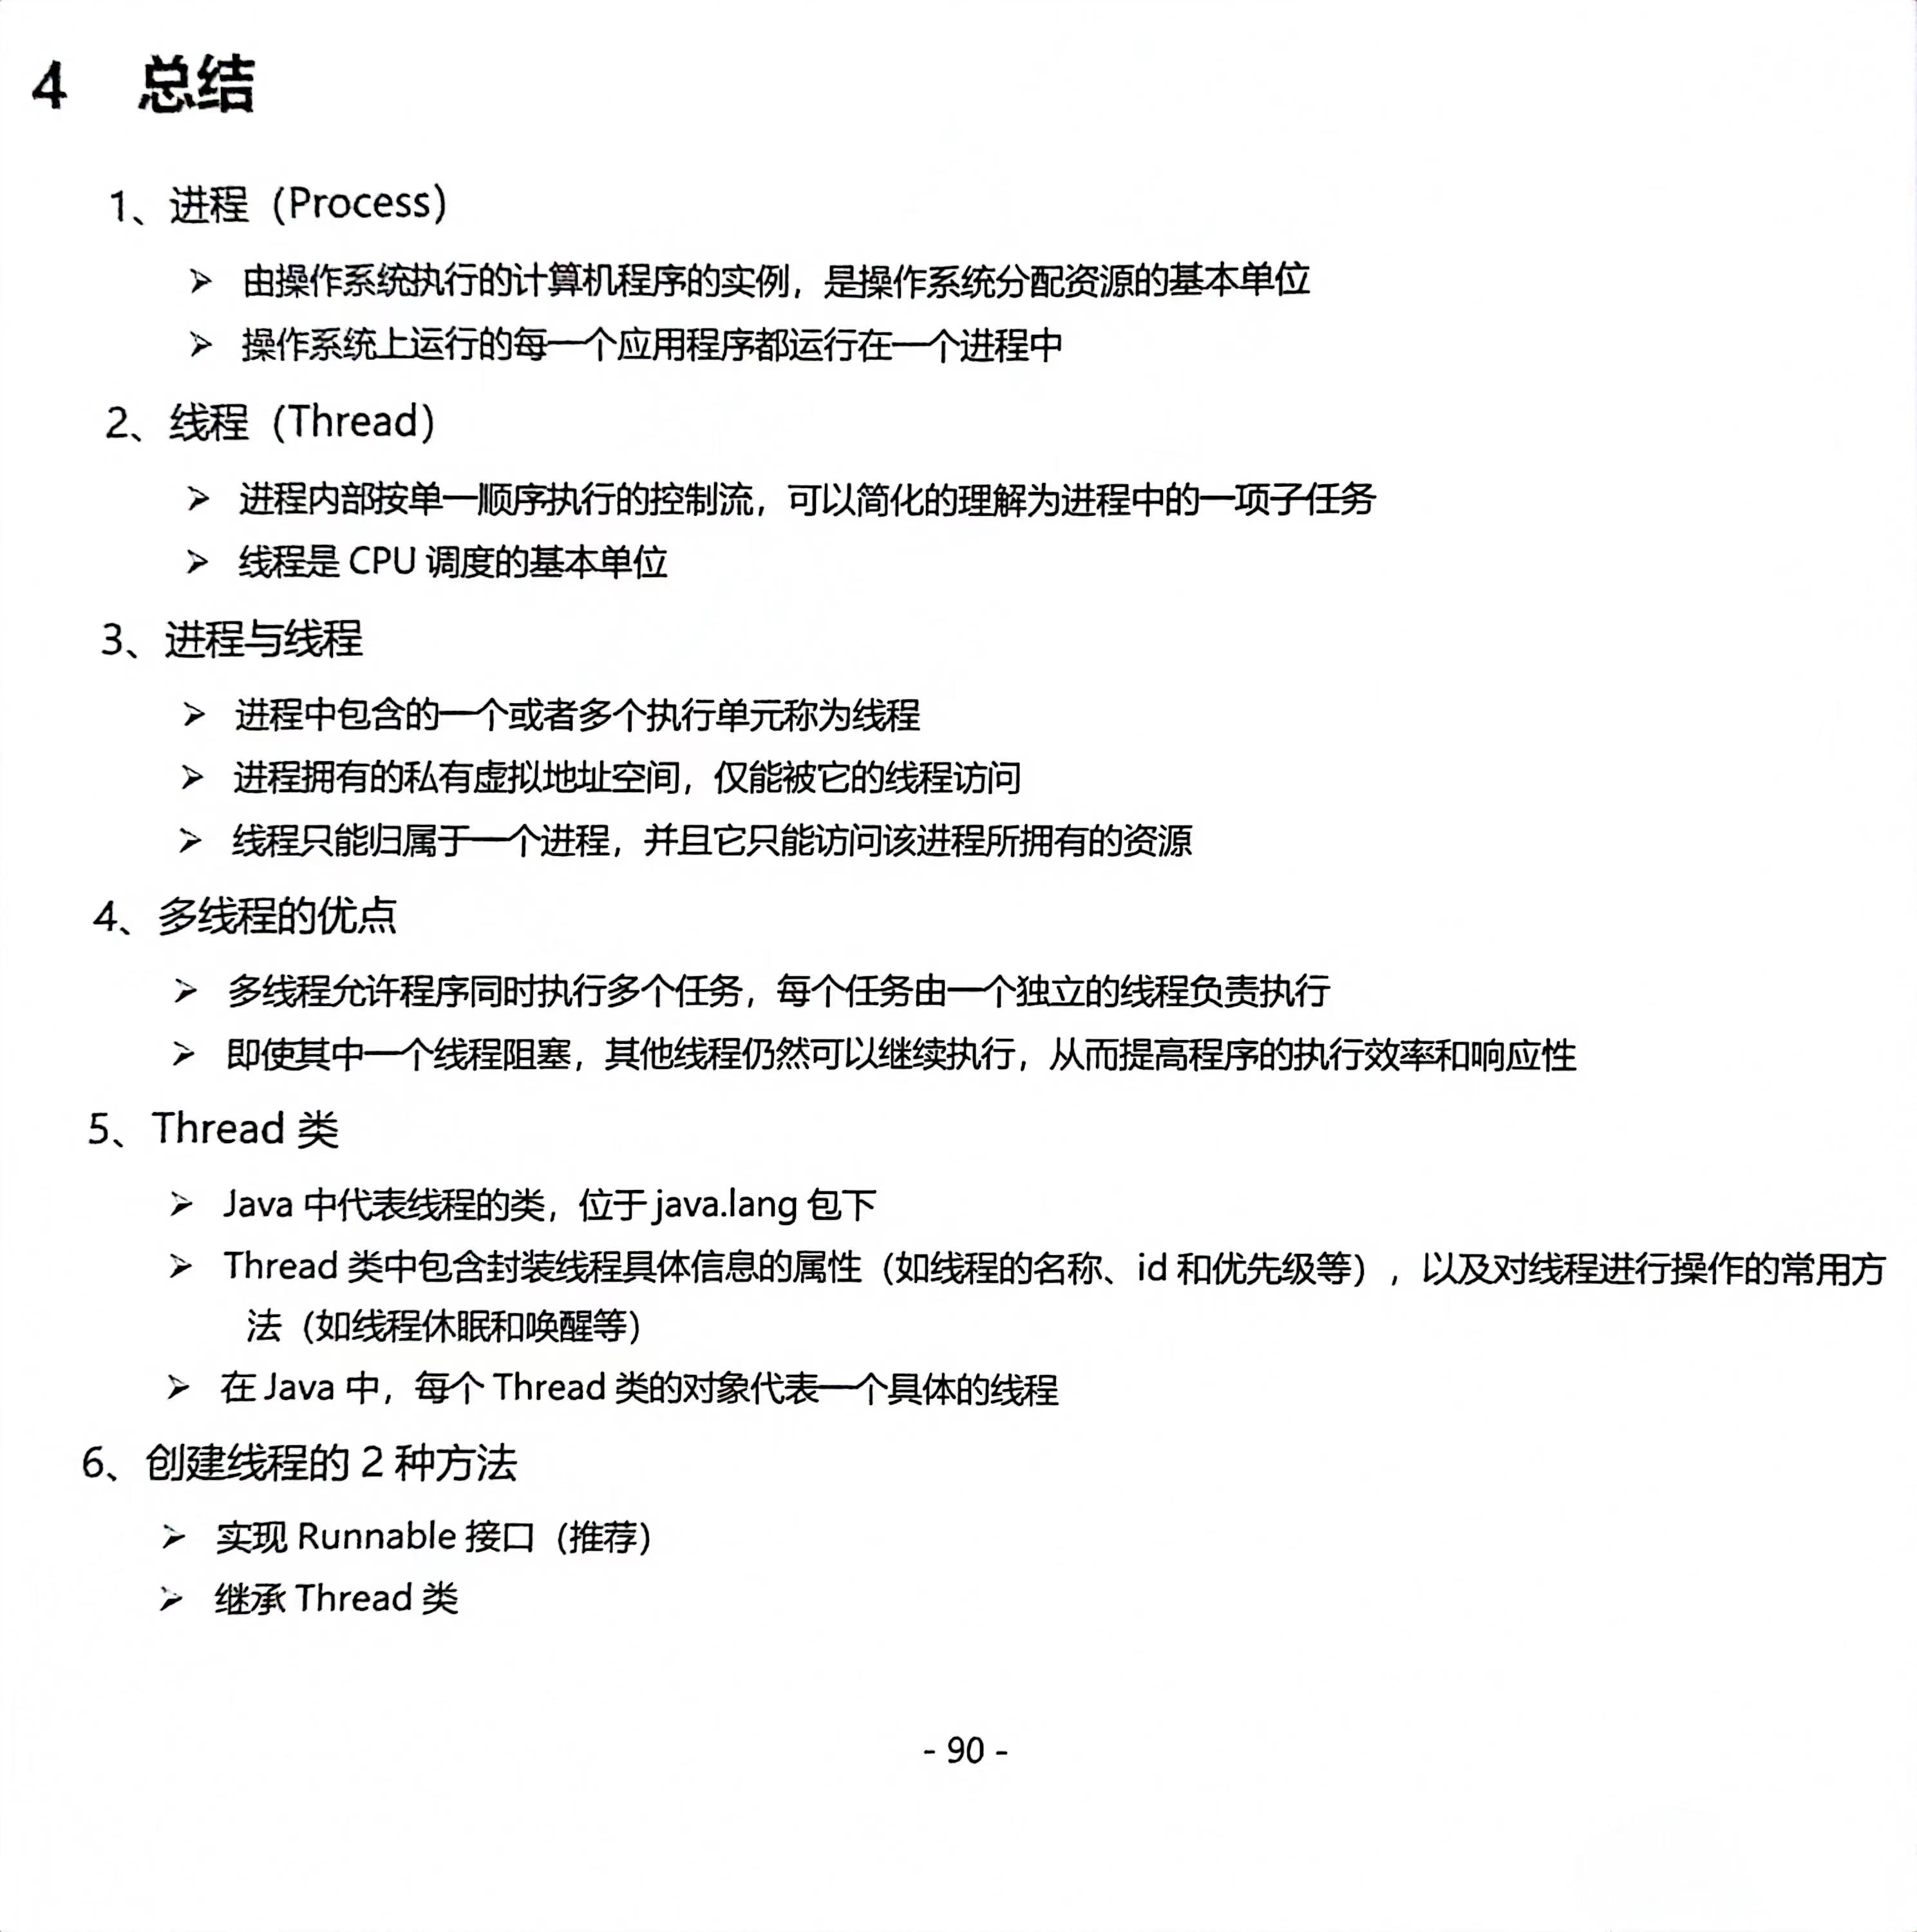 4 总结
1、进程（Process）
➢ 由操作系统执行的计算机程序的实例，是操作系统分配资源的基本单位
➢ 操作系统上运行的每一个应用程序都运行在一个进程中
2、线程（Thread）
➢ 进程内部按单一顺序执行的控制流，可以简化的理解为进程中的一项子任务
➢ 线程是 CPU 调度的基本单位
3、进程与线程
➢ 进程中包含的一个或者多个执行单元称为线程
➢ 进程拥有的私有虚拟地址空间，仅能被它的线程访问
➢ 线程只能归属于一个进程，并且它只能访问该进程所拥有的资源
4、多线程的优点
➢ 多线程允许程序同时执行多个任务，每个任务由一个独立的线程负责执行
➢ 即使其中一个线程阻塞，其他线程仍然可以继续执行，从而提高程序的执行效率和响应性
5、Thread 类
➢ Java 中代表线程的类，位于 java.lang 包下
➢ Thread 类中包含封装线程具体信息的属性（如线程的名称、id 和优先级等），以及对线程进行操作的常用方
法（如线程休眠和唤醒等）
➢ 在 Java 中，每个 Thread 类的对象代表一个具体的线程
6、创建线程的 2 种方法
➢ 实现 Runnable 接口（推荐）
➢ 继承 Thread 类
- 90 -